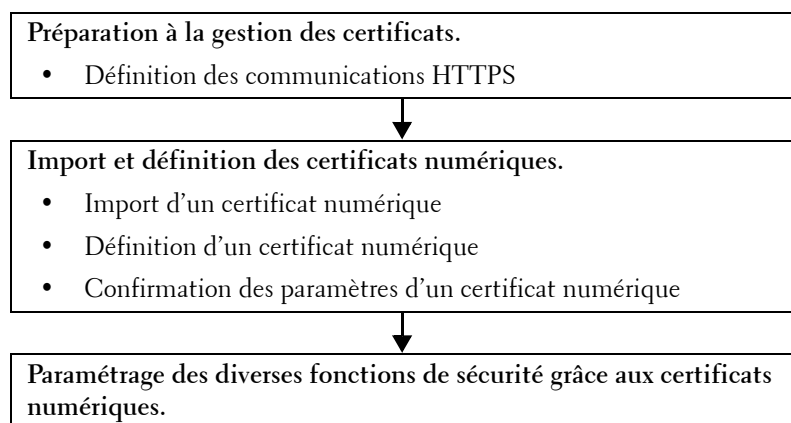 Préparation à la gestion des certificats.
• Définition des communications HTTPS
Import et définition des certificats numériques.
• Import d’un certificat numérique
• Définition d’un certificat numérique
• Confirmation des paramètres d’un certificat numérique
Paramétrage des diverses fonctions de sécurité grâce aux certificats
numériques.